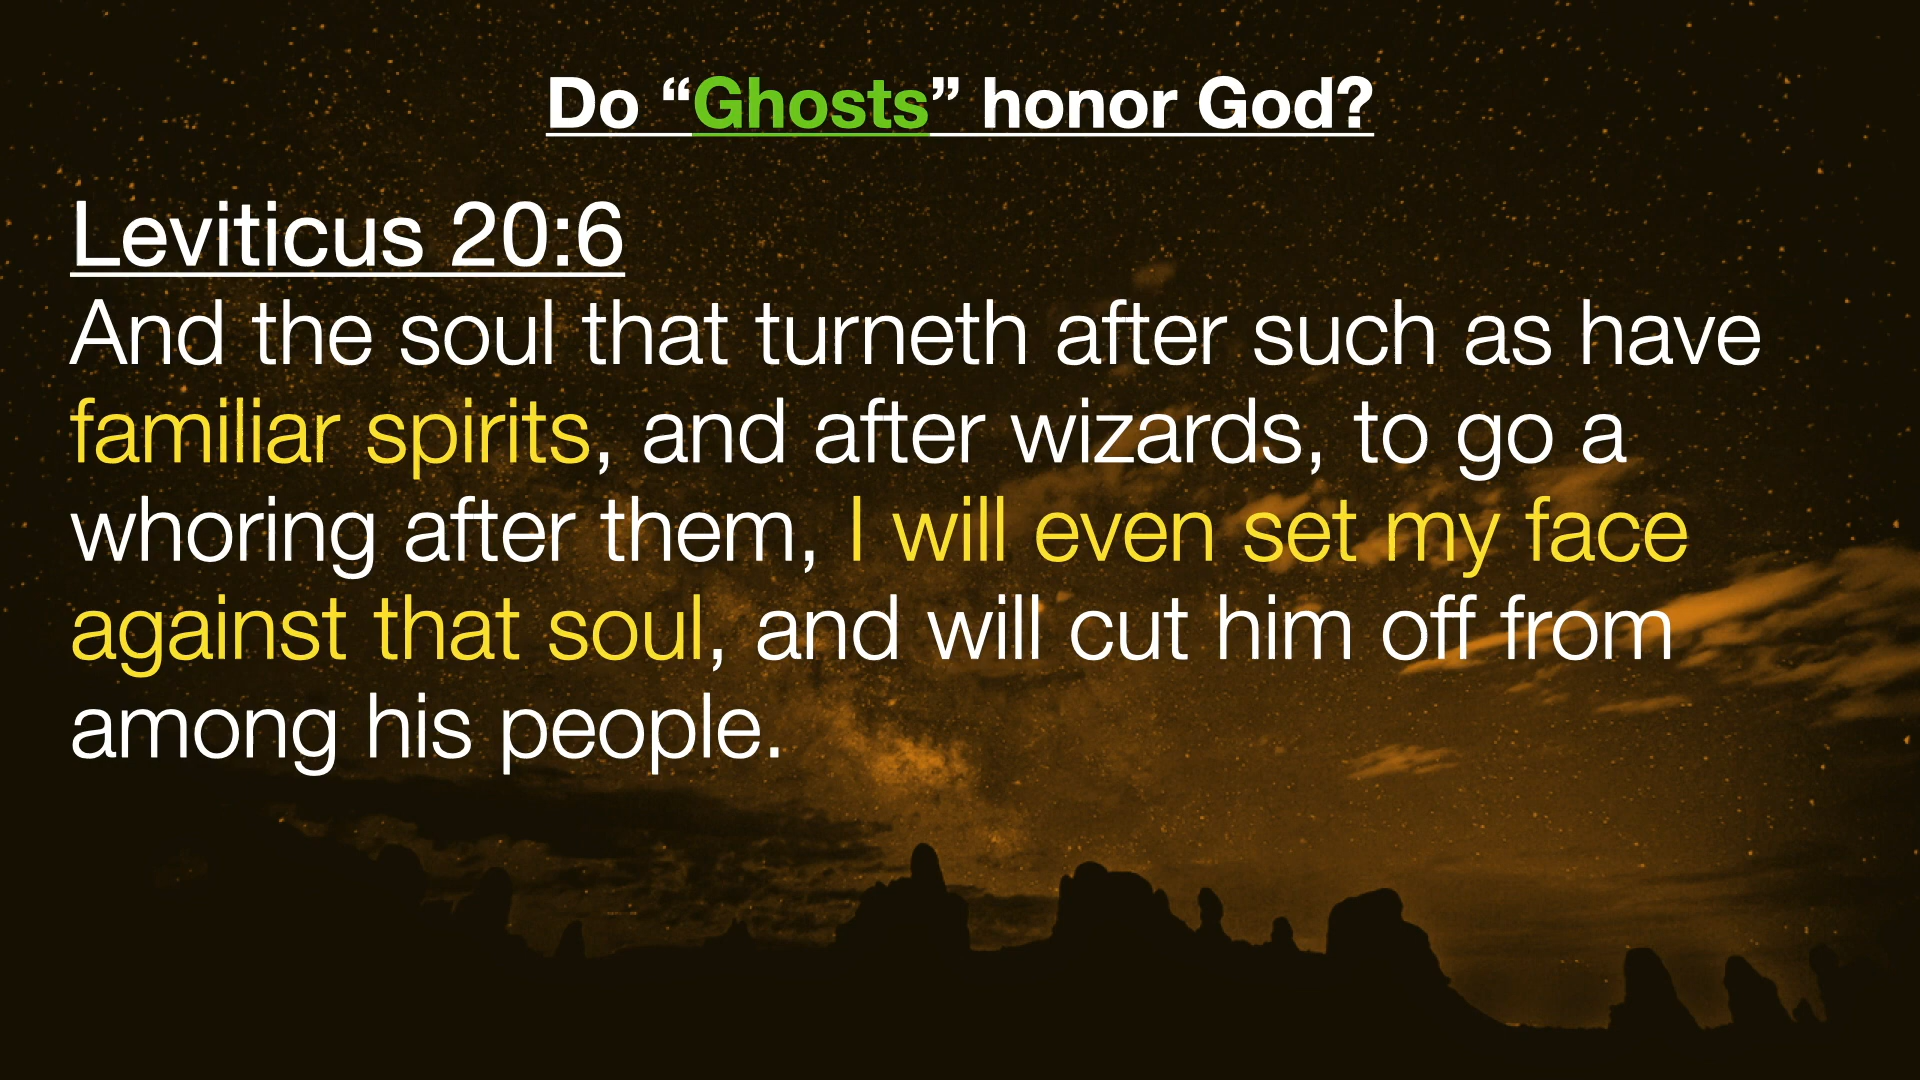 Do “Ghosts” honor God?
Leviticus 20:6
And the soul that turneth after such as have
familiar spirits, and after wizards, to go a
whoring after them, I will even set my face
against that soul, and will cut him off from
among his people.